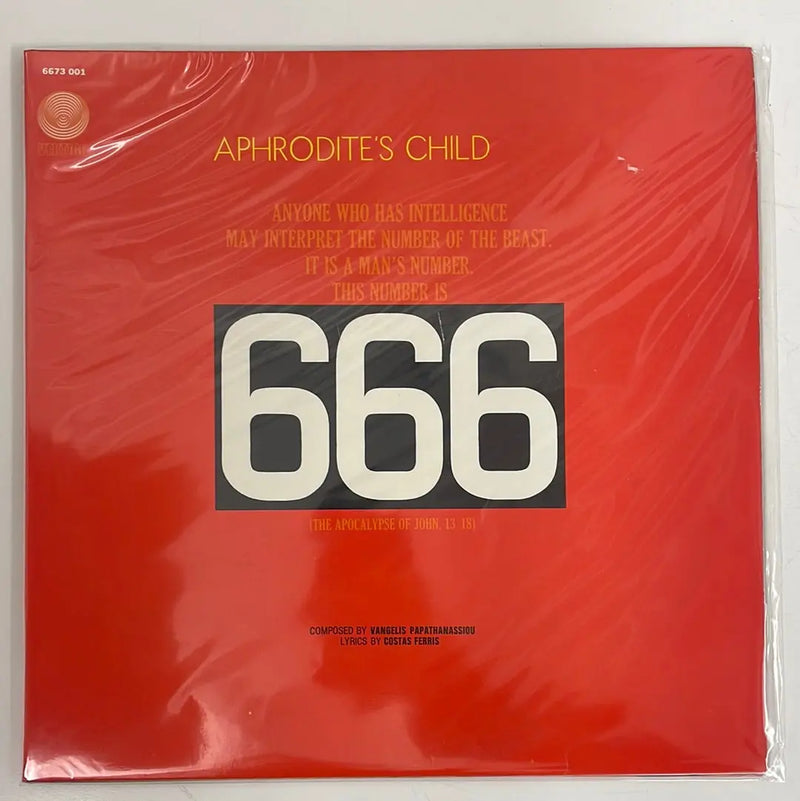 6673 001
VERTIGO
APHRODITE'S CHILD
ANYONE WHO HAS INTELLIGENCE
MAY INTERPRET THE NUMBER OF THE BEAST.
IT IS A MAN'S NUMBER.
THIS NUMBER IS
666
(THE APOCALYPSE OF JOHN, 13 18)
COMPOSED BY VANGELIS PAPATHANASSIOU
LYRICS BY COSTAS FERRIS